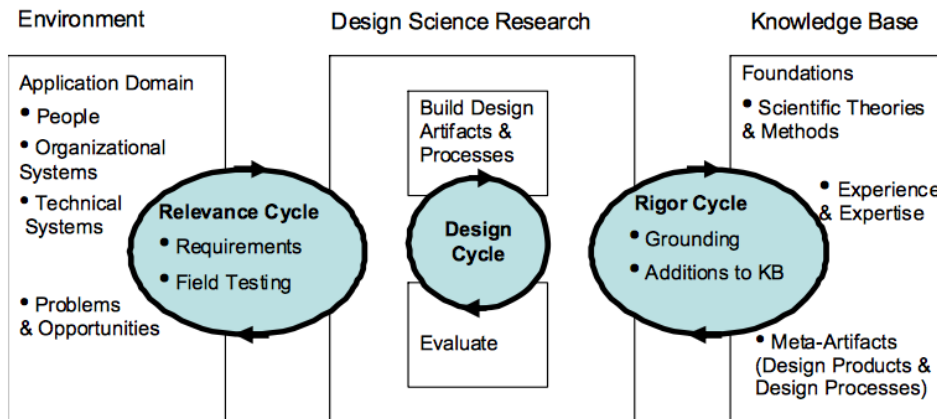 Environment
Design Science Research
Knowledge Base
Application Domain
• People
• Organizational
Systems
• Technical
Systems
• Problems
& Opportunities
Relevance Cycle
• Requirements
• Field Testing
Build Design
Artifacts &
Processes
Design
Cycle
Evaluate
Rigor Cycle
• Grounding
• Additions to KB
Foundations
• Scientific Theories
& Methods
• Experience
& Expertise
• Meta-Artifacts
(Design Products &
Design Processes)